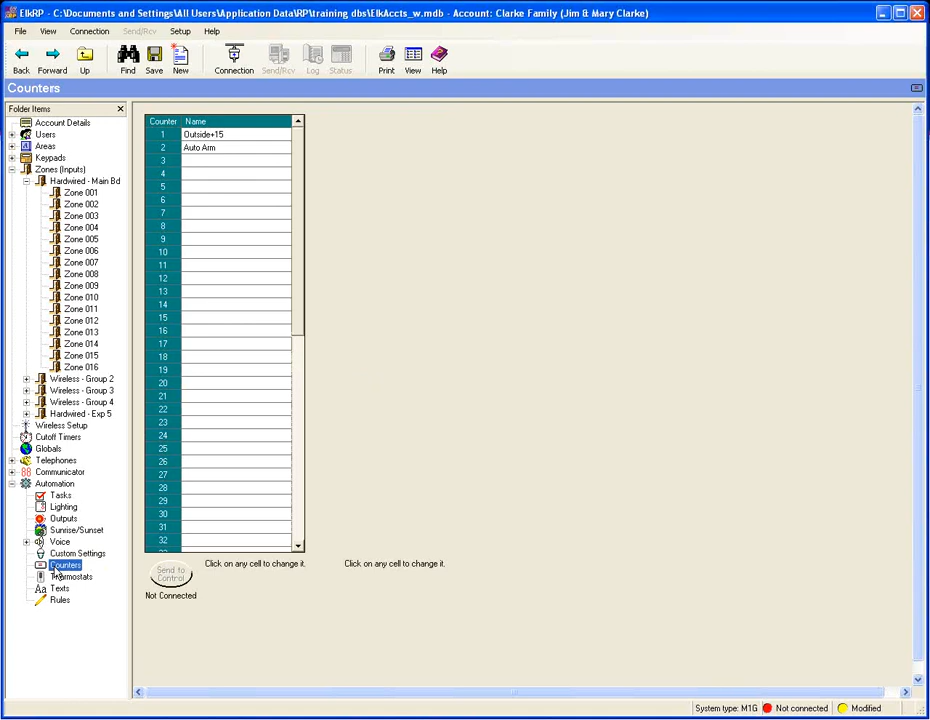 ElkRP - C:\Documents and Settings\All Users\Application Data\RP\training dbs\ElkAccts_w.mdb - Account: Clarke Family (Jim & Mary Clarke)
File View Connection Send/Rcv Setup Help
Back Forward Up Find Save New Connection Send/Rcv Log Status Print View Help
Counters
Folder Items
Account Details
Users
Areas
Keypads
Zones (Inputs)
Hardwired - Main Bd
Zone 001
Zone 002
Zone 003
Zone 004
Zone 005
Zone 006
Zone 007
Zone 008
Zone 009
Zone 010
Zone 011
Zone 012
Zone 013
Zone 014
Zone 015
Zone 016
Wireless - Group 2
Wireless - Group 3
Wireless - Group 4
Hardwired - Exp 5
Wireless Setup
Cutoff Timers
Globals
Telephones
Communicator
Automation
Tasks
Lighting
Outputs
Sunrise/Sunset
Voice
Custom Settings
Counters
Thermostats
Aa Texts
Rules
Counter Name
1 Outside+15
2 Auto Arm
3
4
5
6
7
8
9
10
11
12
13
14
15
16
17
18
19
20
21
22
23
24
25
26
27
28
29
30
31
32
Send to
Control
Click on any cell to change it. Click on any cell to change it.
Not Connected
System type: M1G Not connected Modified